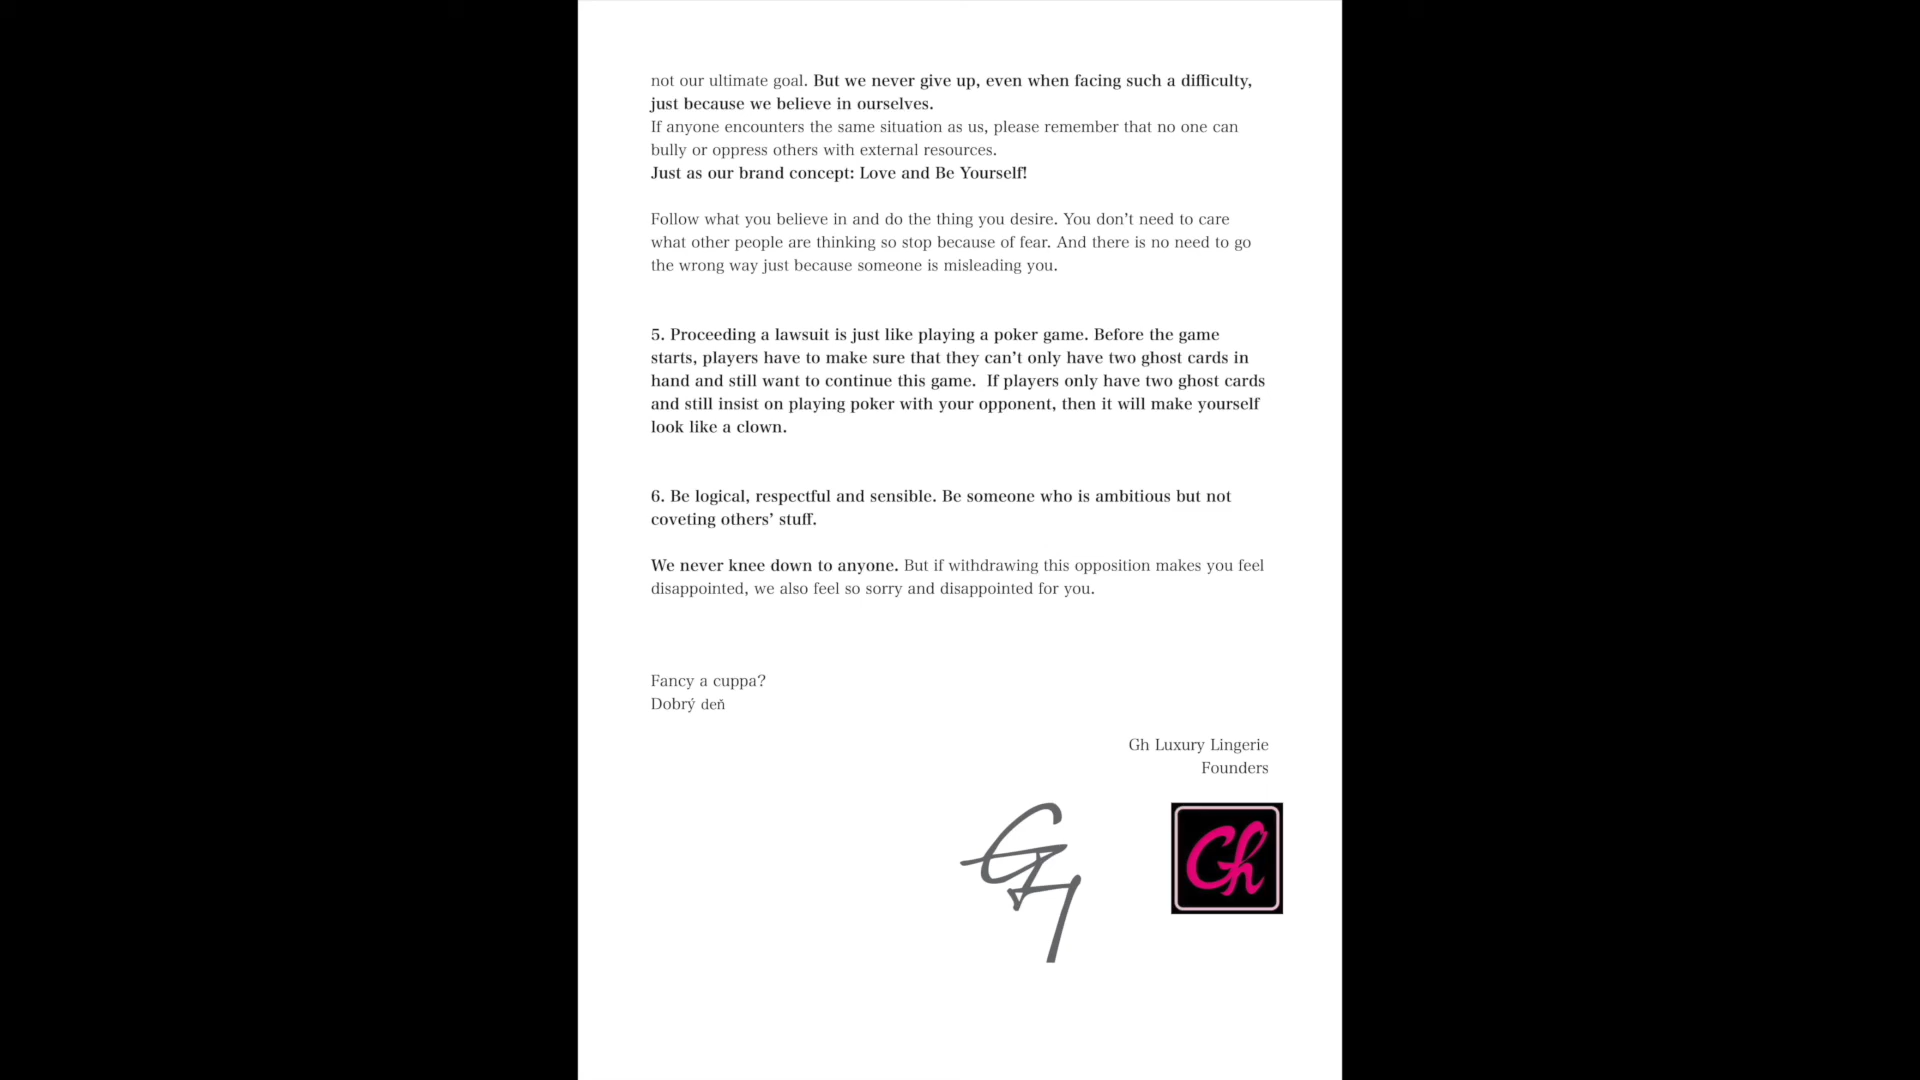 not our ultimate goal. But we never give up, even when facing such a difficulty,
just because we believe in ourselves.
If anyone encounters the same situation as us, please remember that no one can
bully or oppress others with external resources.
Just as our brand concept: Love and Be Yourself!
Follow what you believe in and do the thing you desire. You don’t need to care
what other people are thinking so stop because of fear. And there is no need to go
the wrong way just because someone is misleading you.
5. Proceeding a lawsuit is just like playing a poker game. Before the game
starts, players have to make sure that they can’t only have two ghost cards in
hand and still want to continue this game.  If players only have two ghost cards
and still insist on playing poker with your opponent, then it will make yourself
look like a clown.
6. Be logical, respectful and sensible. Be someone who is ambitious but not
coveting others’ stuff.
We never knee down to anyone. But if withdrawing this opposition makes you feel
disappointed, we also feel so sorry and disappointed for you.
Fancy a cuppa?
Dobrý deň
Gh Luxury Lingerie
Founders
Gh